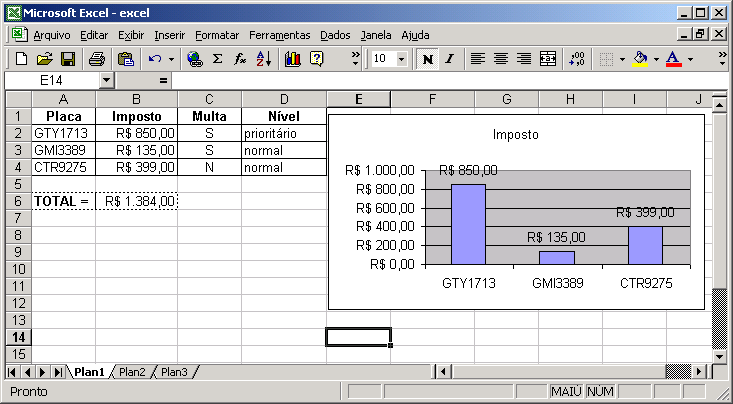 Microsoft Excel - excel
Arquivo Editar Exibir Inserir Formatar Ferramentas Dados Janela Ajuda
Σ fx A Z 10 N I A
E14 =
A B C D E F G H I J
1 Placa Imposto Multa Nível
2 GTY1713 R$ 850,00 S prioritário
3 GMI3389 R$ 135,00 S normal
4 CTR9275 R$ 399,00 N normal
5
6 TOTAL = R$ 1.384,00
7
8
9
10
11
12
13
14
15
Imposto
R$ 1.000,00
R$ 800,00
R$ 600,00
R$ 400,00
R$ 200,00
R$ 0,00
R$ 850,00
R$ 135,00
R$ 399,00
GTY1713 GMI3389 CTR9275
Plan1 Plan2 Plan3
Pronto MAIÚ NÚM